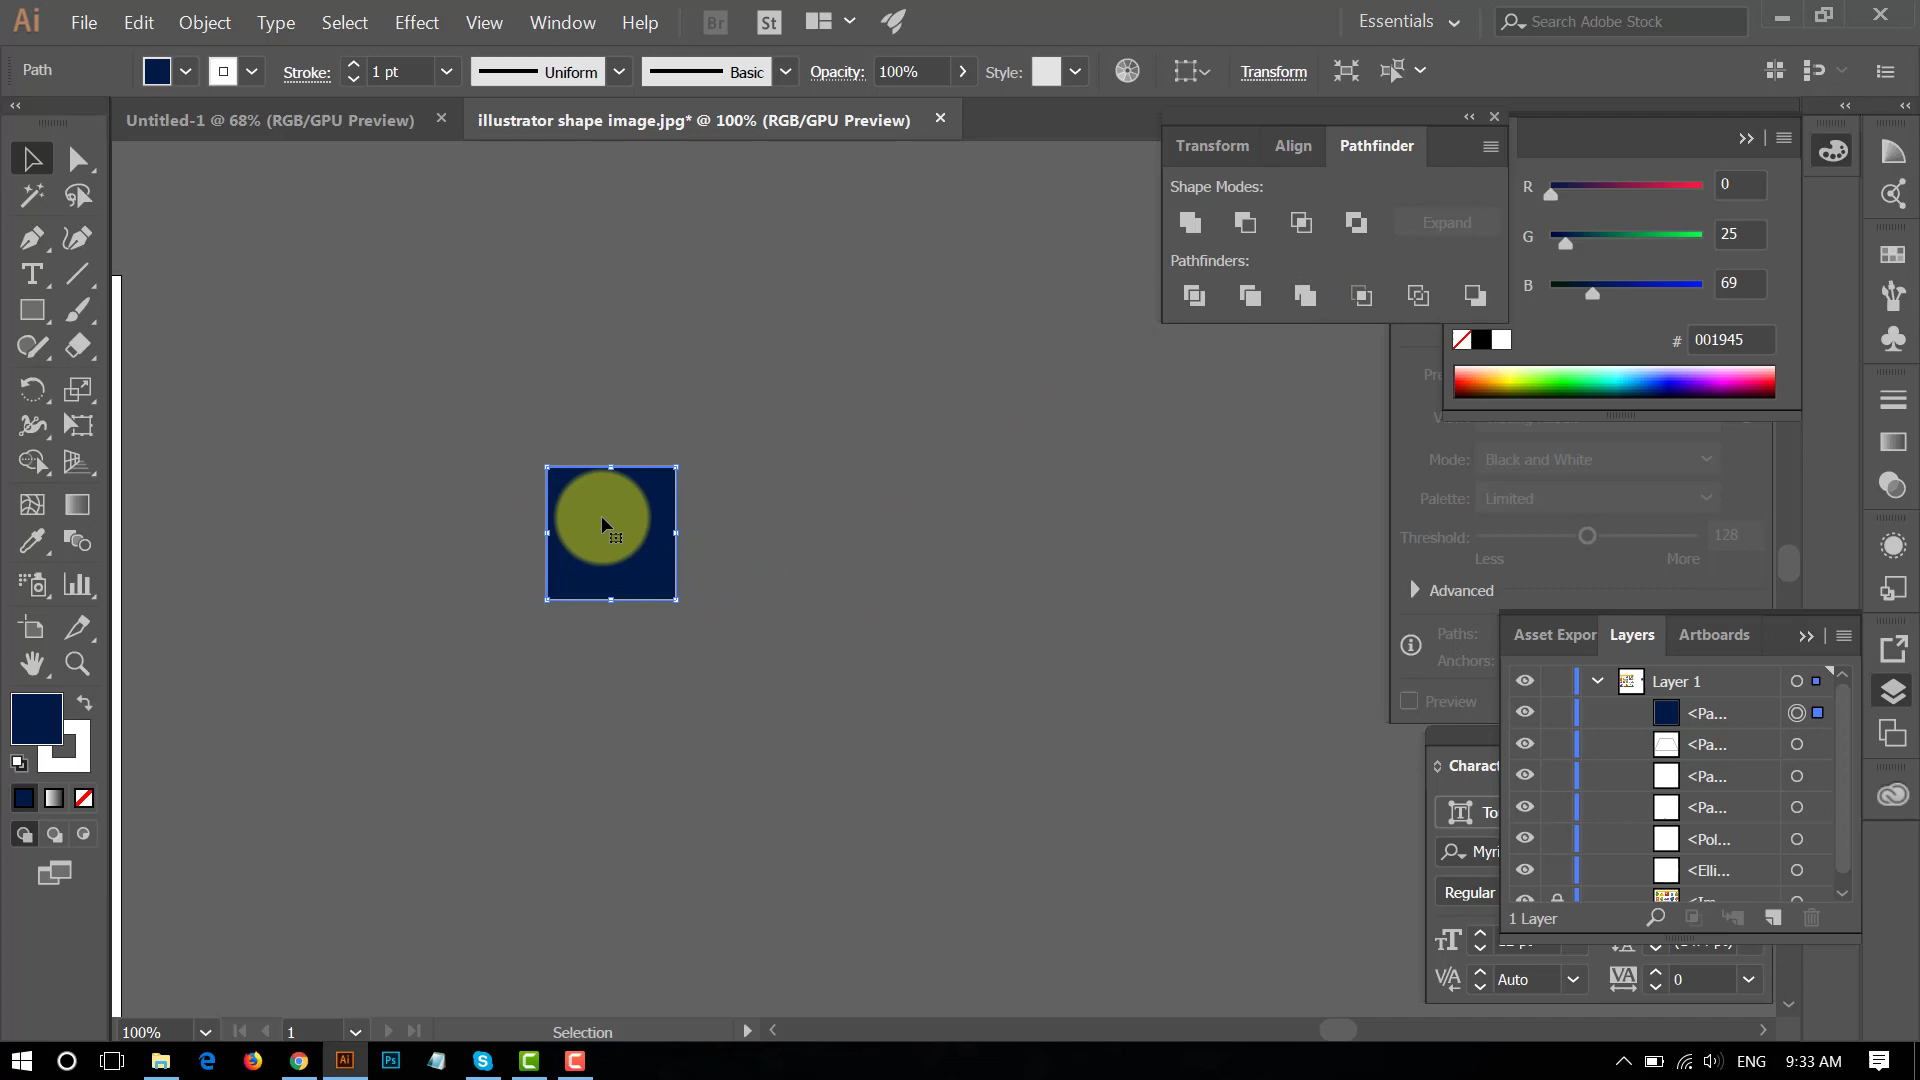 Ai File Edit Object Type Select Effect View Window Help Br St Essentials Search Adobe Stock
Path Stroke: 1 pt Uniform Basic Opacity: 100% Style: Transform
Untitled-1 @ 68% (RGB/GPU Preview) illustrator shape image.jpg* @ 100% (RGB/GPU Preview)
Transform Align Pathfinder
Shape Modes:
Expand
Pathfinders:
R 0
G 25
B 69
# 001945
Mode: Black and White
Palette: Limited
Threshold: 128
Less More
Advanced
Paths:
Anchors:
Preview
Asset Expor Layers Artboards
Layer 1
<Pa...
<Pa...
<Pa...
<Pa...
<Pol...
<Elli...
1 Layer
Charact
To
Myri
Regular
Auto 0
100% 1 Selection
Ai Ps ENG 9:33 AM